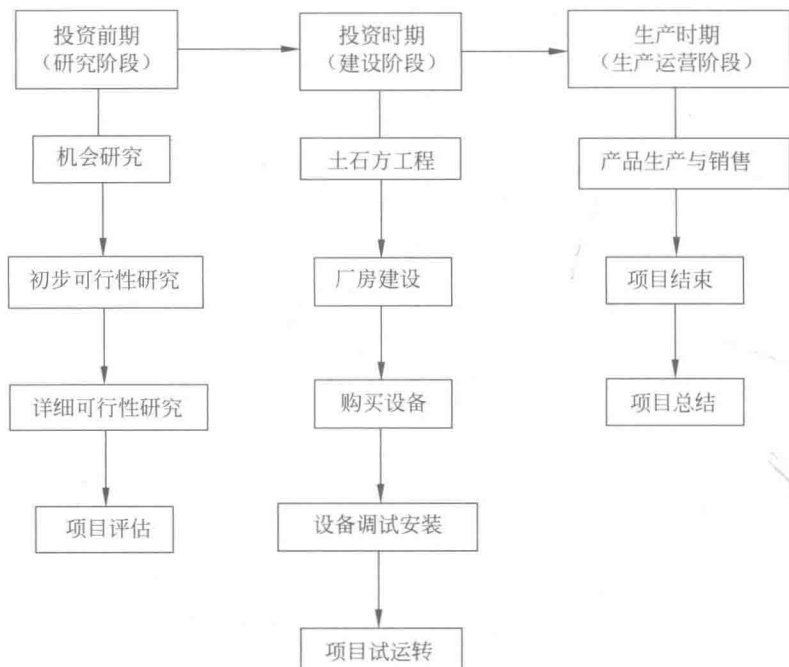 投资前期
（研究阶段）
投资时期
（建设阶段）
生产时期
（生产运营阶段）
机会研究
土石方工程
产品生产与销售
初步可行性研究
厂房建设
项目结束
详细可行性研究
购买设备
项目总结
项目评估
设备调试安装
项目试运转